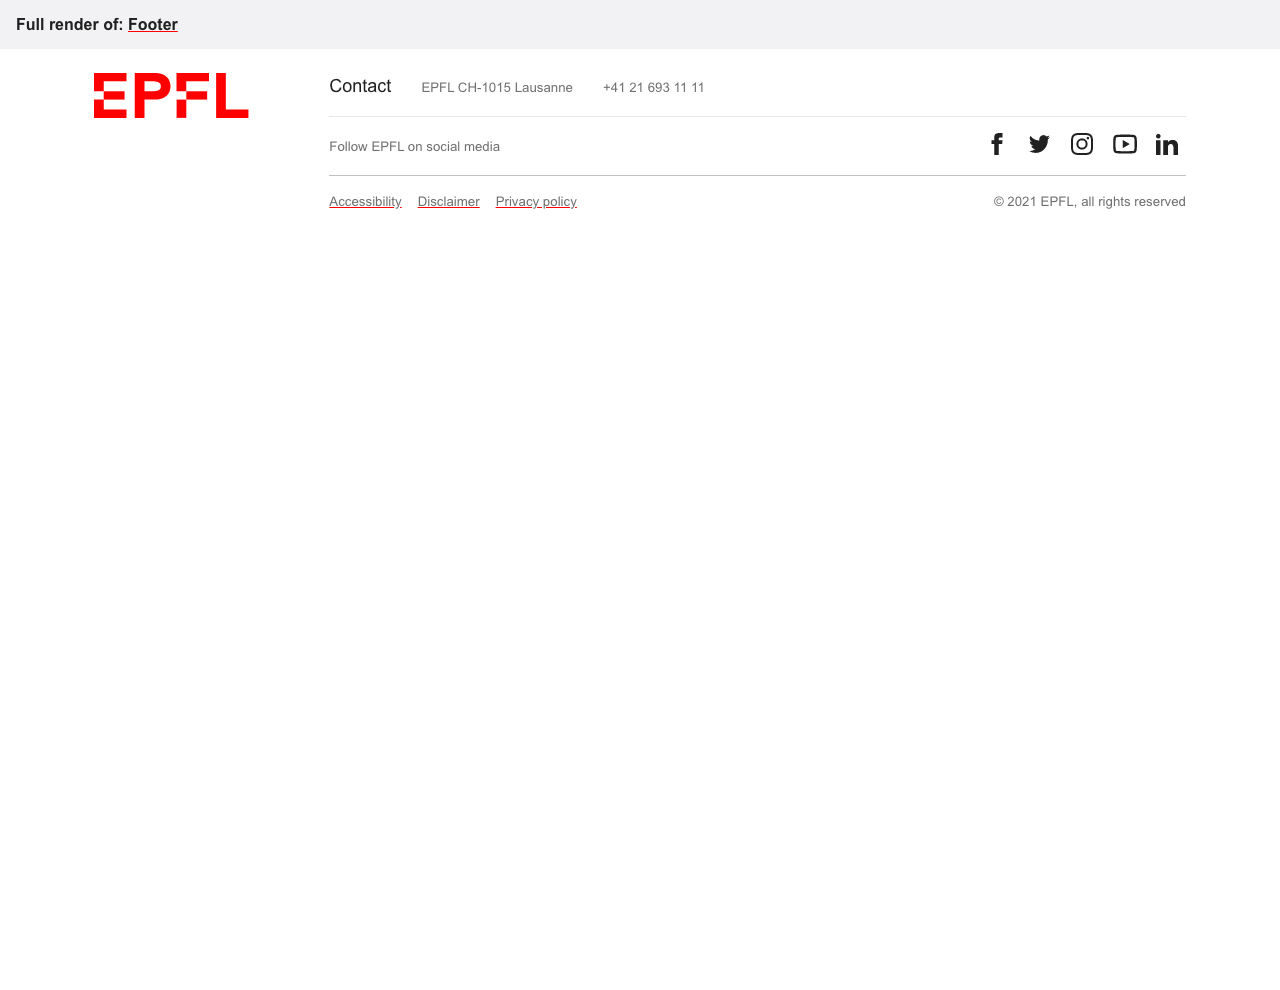 Full render of: Footer
EPFL
Contact EPFL CH-1015 Lausanne +41 21 693 11 11
Follow EPFL on social media
Accessibility Disclaimer Privacy policy © 2021 EPFL, all rights reserved